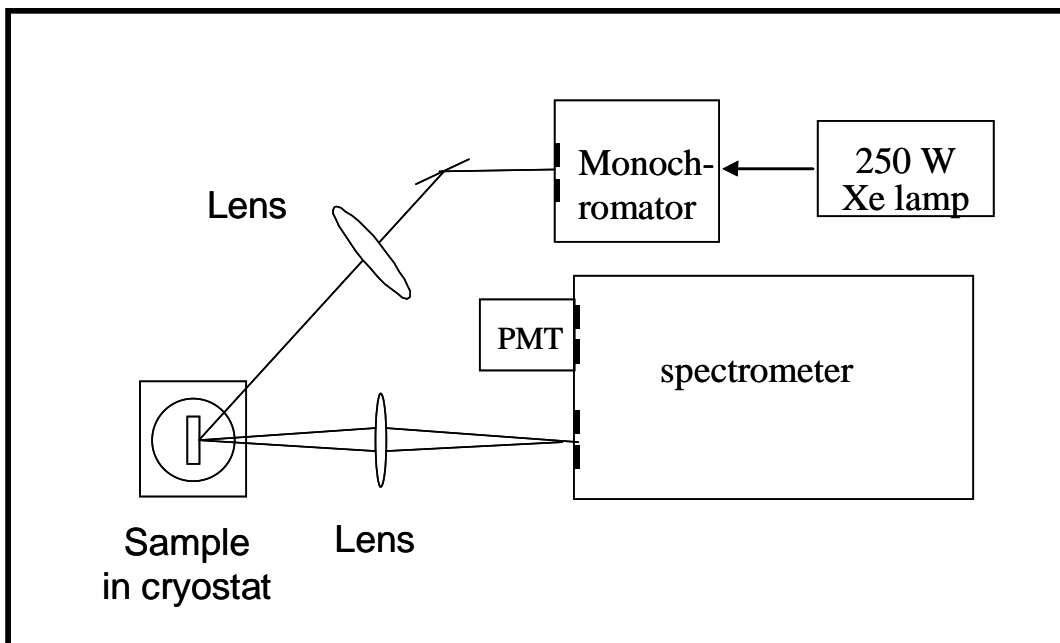 Lens
Monoch-
romator
250 W
Xe lamp
PMT
spectrometer
Sample
in cryostat
Lens